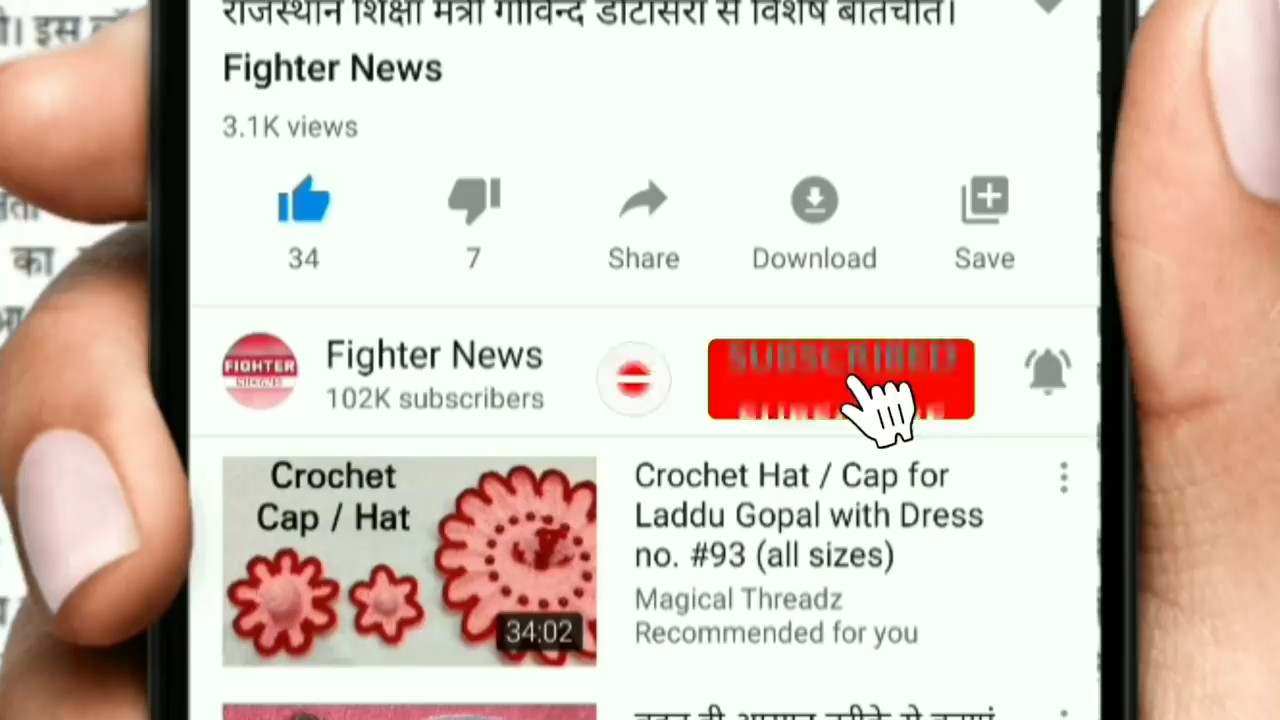 राजस्थान शिक्षा मंत्री गोविन्द डोटासरा से विशेष बातचीत।
Fighter News
3.1K views
34
7
Share
Download
Save
FIGHTER
Fighter News
102K subscribers
SUBSCRIBED
Crochet
Cap / Hat
34:02
Crochet Hat / Cap for
Laddu Gopal with Dress
no. #93 (all sizes)
Magical Threadz
Recommended for you